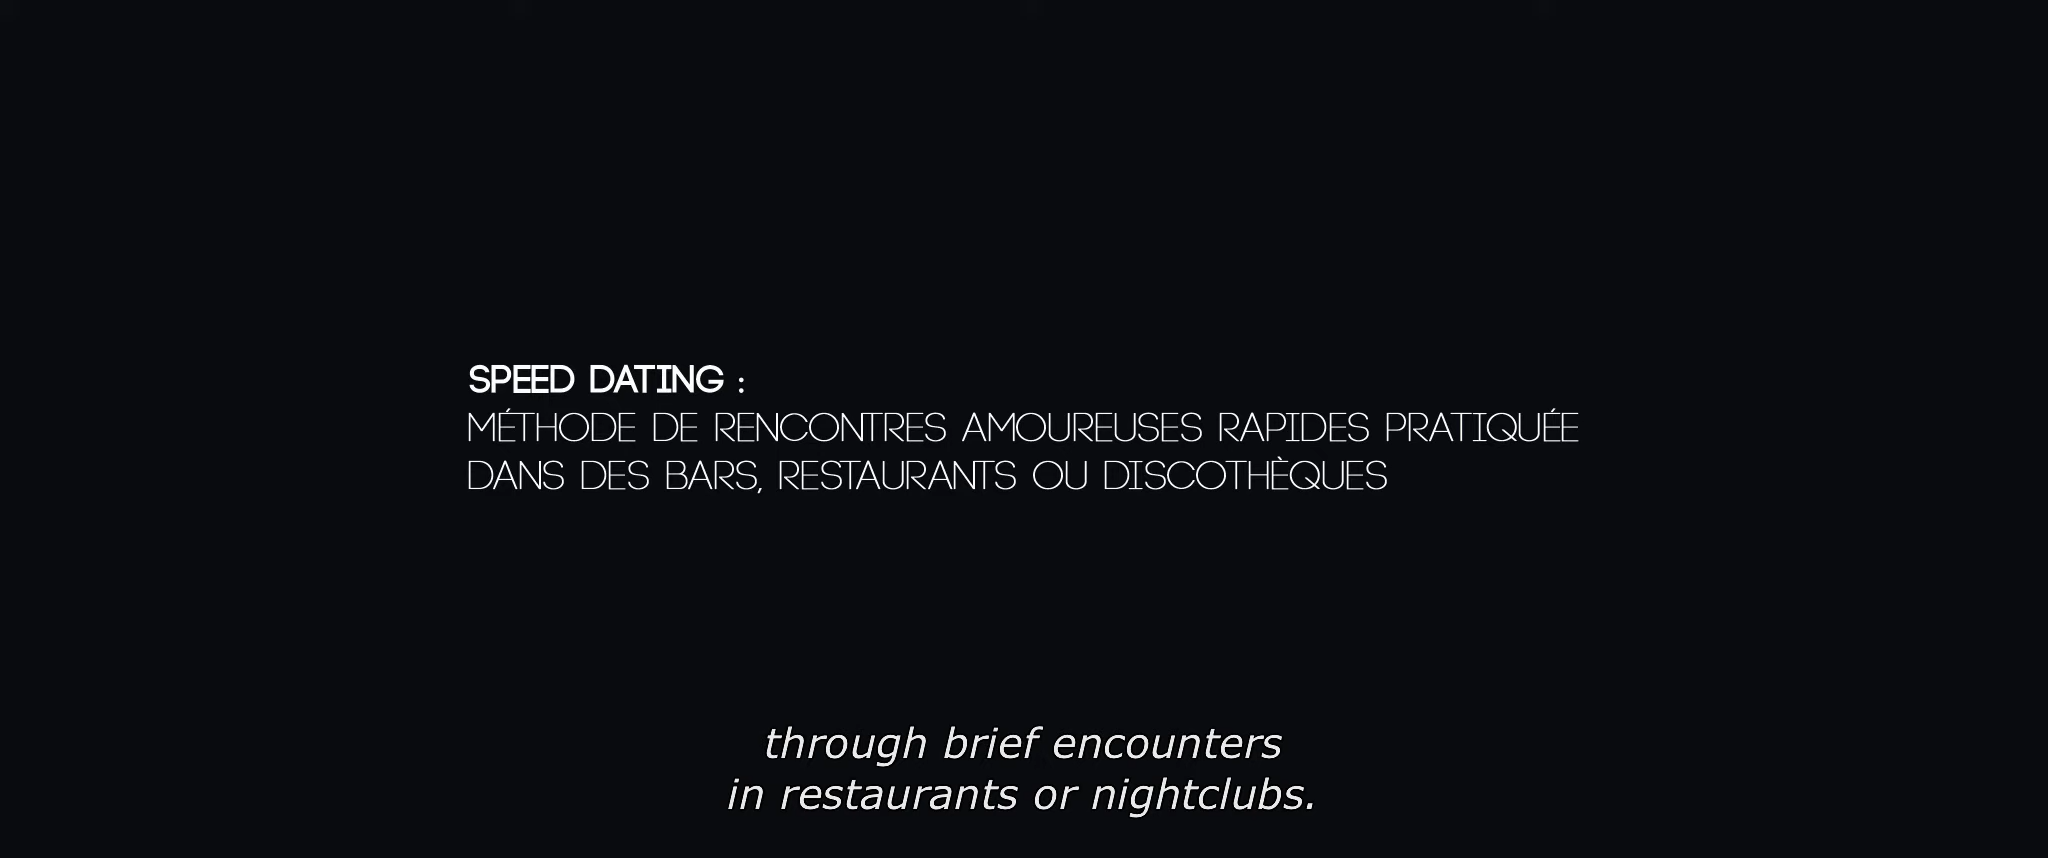 SPEED DATING :
MÉTHODE DE RENCONTRES AMOUREUSES RAPIDES PRATIQUÉE
DANS DES BARS, RESTAURANTS OU DISCOTHÈQUES
through brief encounters
in restaurants or nightclubs.